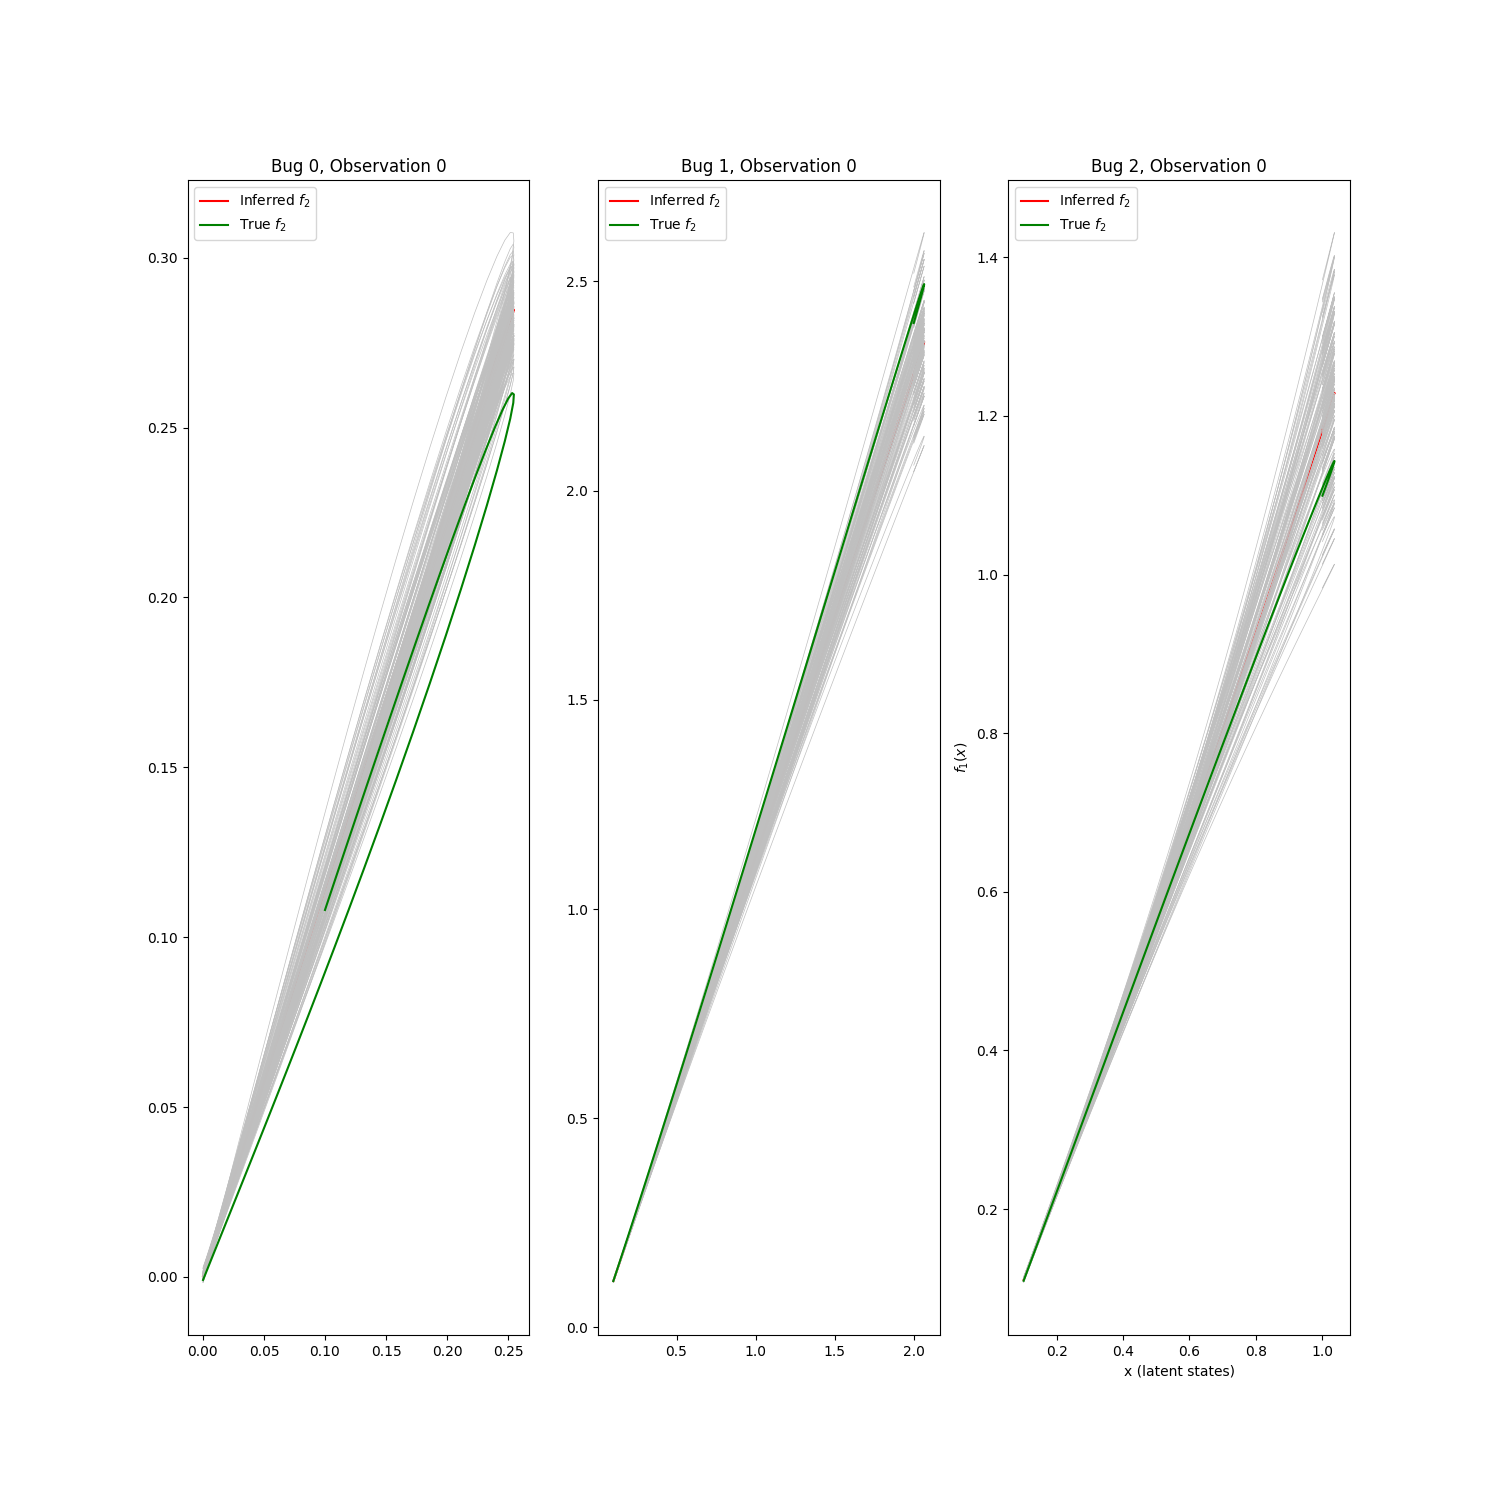 Bug 0, Observation 0
Inferred f₂
True f₂
0.30
0.25
0.20
0.15
0.10
0.05
0.00
0.00 0.05 0.10 0.15 0.20 0.25
Bug 1, Observation 0
Inferred f₂
True f₂
2.5
2.0
1.5
1.0
0.5
0.0
0.5 1.0 1.5 2.0
Bug 2, Observation 0
Inferred f₂
True f₂
f₁(x)
1.4
1.2
1.0
0.8
0.6
0.4
0.2
0.2 0.4 0.6 0.8 1.0
x (latent states)